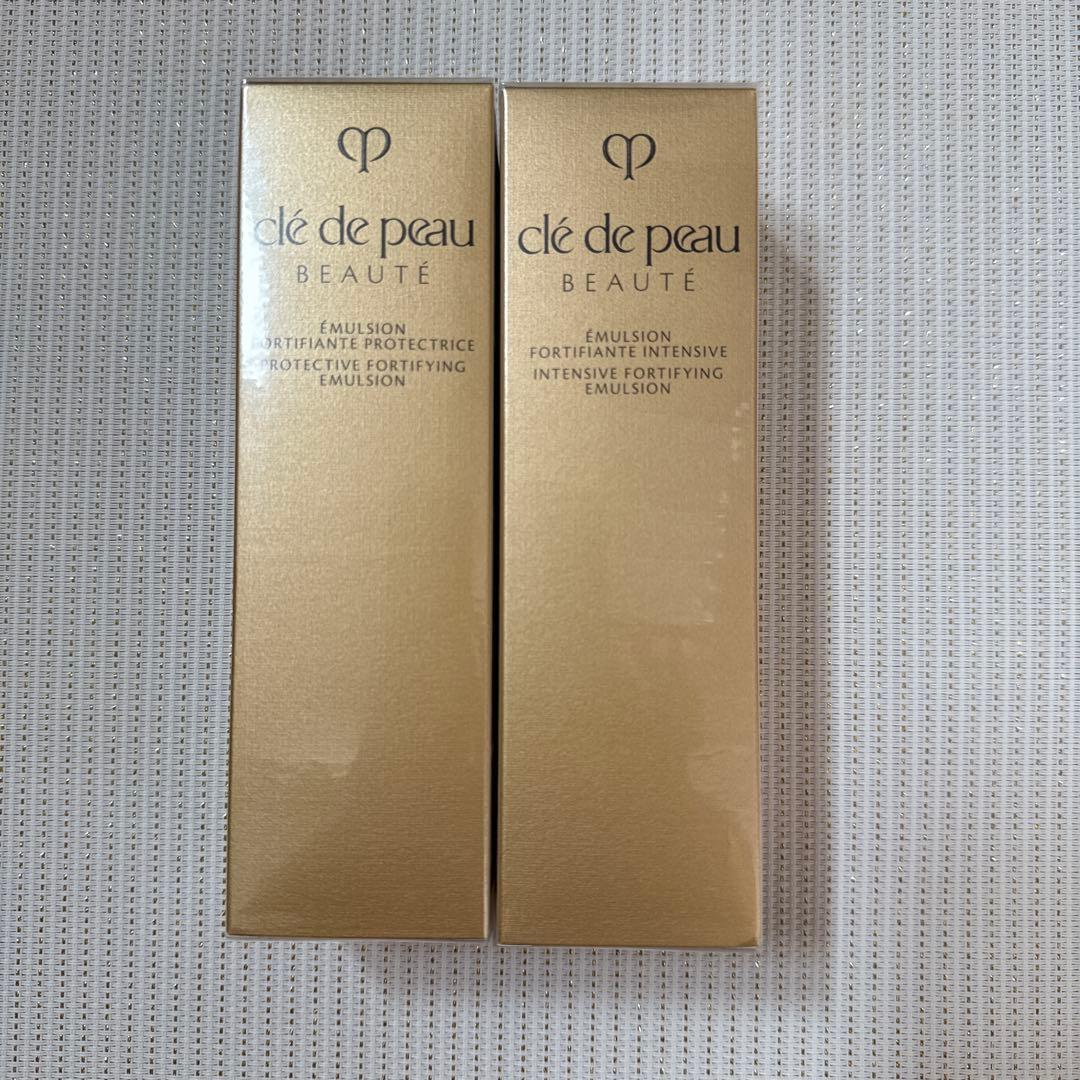 clé de peau
BEAUTÉ
ÉMULSION
FORTIFIANTE PROTECTRICE
PROTECTIVE FORTIFYING
EMULSION
clé de peau
BEAUTÉ
ÉMULSION
FORTIFIANTE INTENSIVE
INTENSIVE FORTIFYING
EMULSION